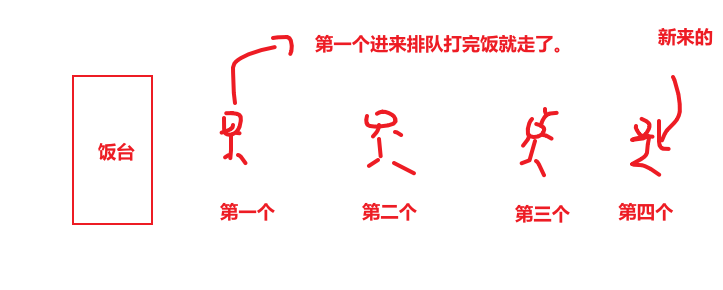 第一个进来排队打完饭就走了。
新来的
饭台
第一个
第二个
第三个
第四个